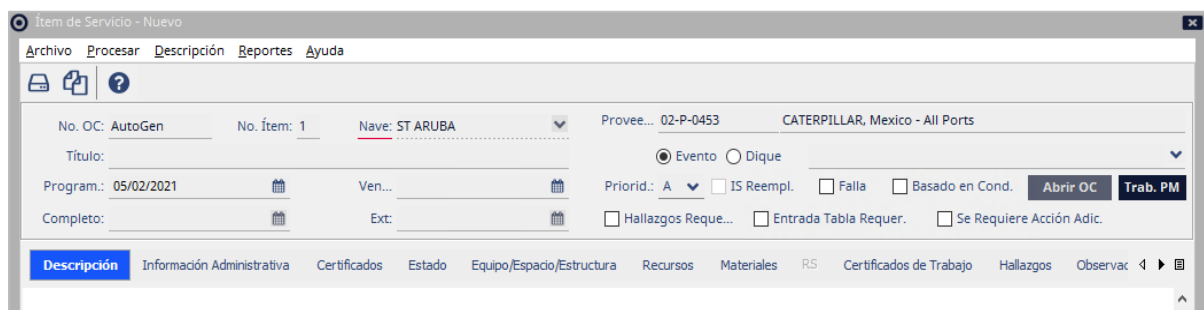 Ítem de Servicio - Nuevo
Archivo Procesar Descripción Reportes Ayuda
No. OC: AutoGen No. Ítem: 1 Nave: ST ARUBA Provee... 02-P-0453 CATERPILLAR, Mexico - All Ports
Título: Evento Dique
Program.: 05/02/2021 Ven... Priorid.: A IS Reempl. Falla Basado en Cond. Abrir OC Trab. PM
Completo: Ext: Hallazgos Reque... Entrada Tabla Requer. Se Requiere Acción Adic.
Descripción Información Administrativa Certificados Estado Equipo/Espacio/Estructura Recursos Materiales RS Certificados de Trabajo Hallazgos Observac